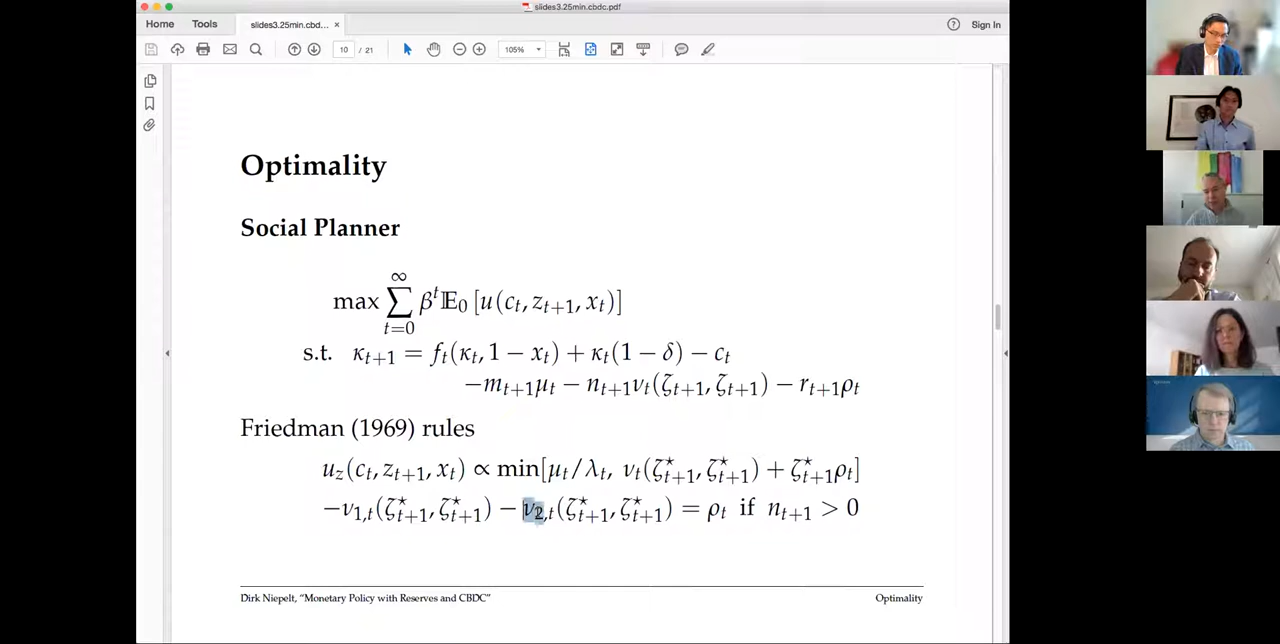 slides3.25min.cbdc.pdf
Home Tools slides3.25min.cbd... × Sign In
10 / 21 105%
Optimality
Social Planner
max ∑_{t=0}^{∞} β^t 𝔼_0 [u(c_t, z_{t+1}, x_t)]
s.t. κ_{t+1} = f_t(κ_t, 1 − x_t) + κ_t(1 − δ) − c_t
−m_{t+1}μ_t − n_{t+1}ν_t(ζ_{t+1}, ζ_{t+1}) − r_{t+1}ρ_t
Friedman (1969) rules
u_z(c_t, z_{t+1}, x_t) ∝ min[μ_t/λ_t, ν_t(ζ*_{t+1}, ζ*_{t+1}) + ζ*_{t+1}ρ_t]
−ν_{1,t}(ζ*_{t+1}, ζ*_{t+1}) − ν_{2,t}(ζ*_{t+1}, ζ*_{t+1}) = ρ_t if n_{t+1} > 0
Dirk Niepelt, "Monetary Policy with Reserves and CBDC" Optimality